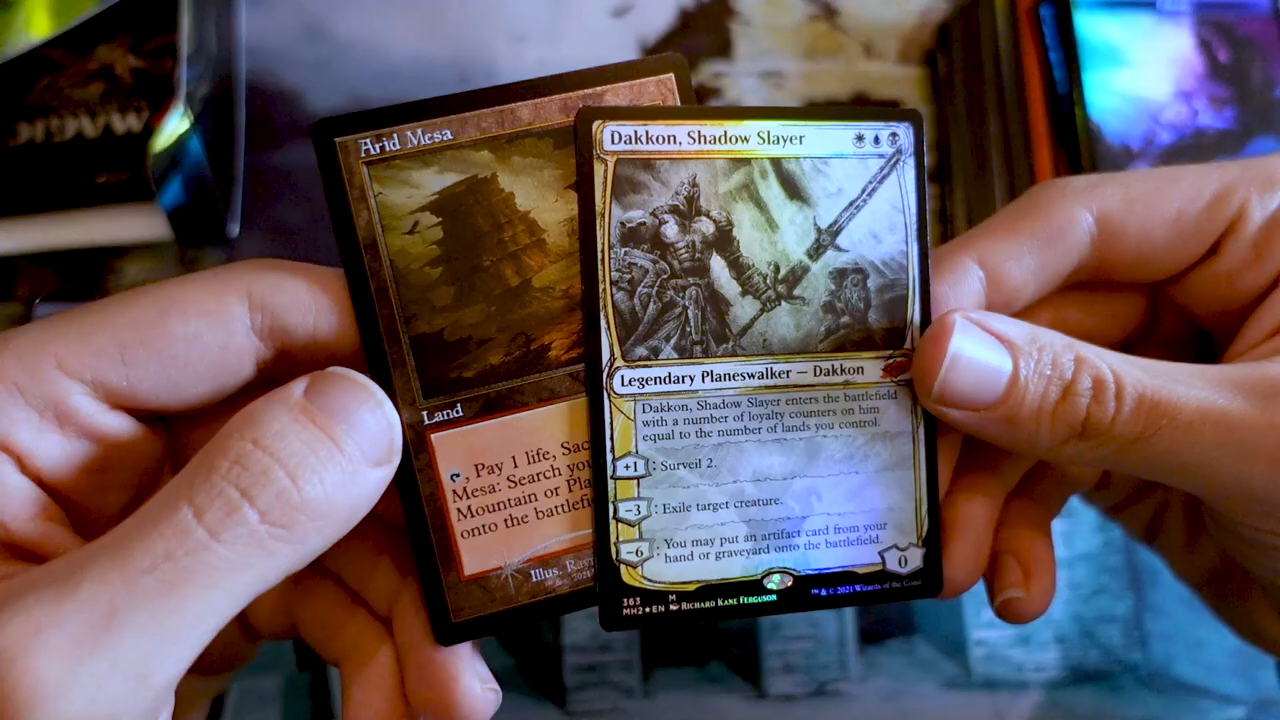 Arid Mesa
Land
, Pay 1 life, Sac
Mesa: Search you
Mountain or Pla
onto the battlefi
Illus. Ras
Dakkon, Shadow Slayer
Legendary Planeswalker — Dakkon
Dakkon, Shadow Slayer enters the battlefield
with a number of loyalty counters on him
equal to the number of lands you control.
+1 : Surveil 2.
−3 : Exile target creature.
−6 : You may put an artifact card from your
hand or graveyard onto the battlefield.
0
363 M
MH2★EN Richard Kane Ferguson
™ & © 2021 Wizards of the Coast